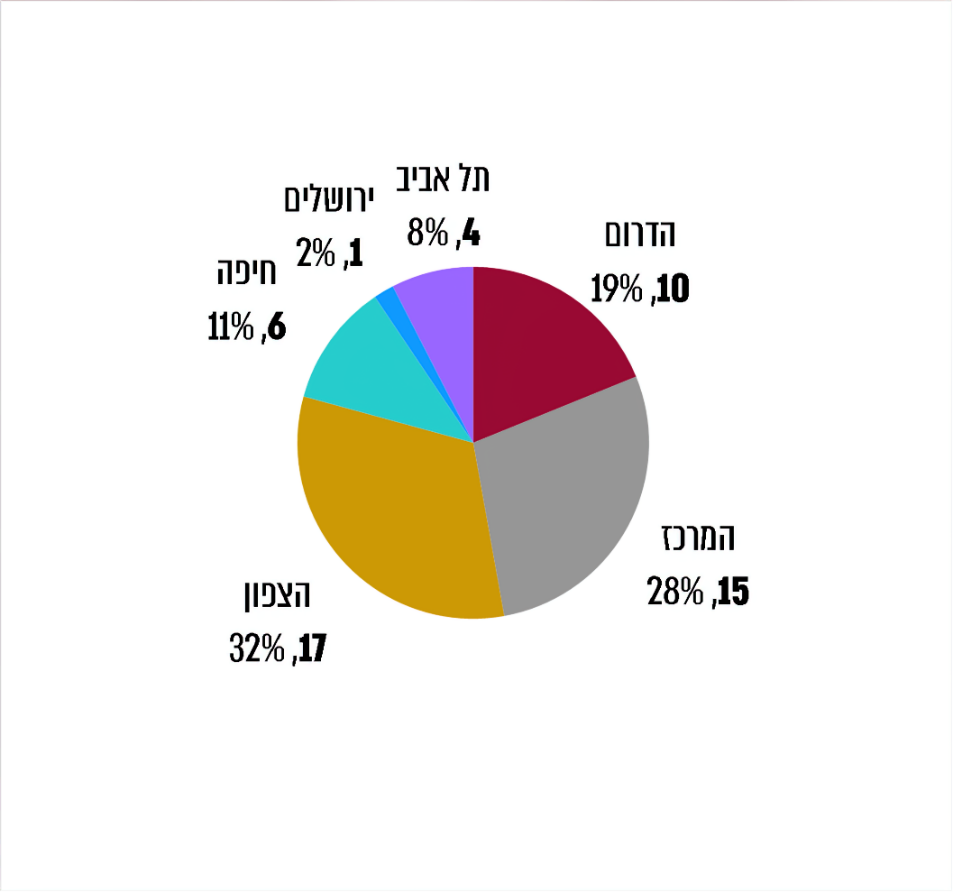 תל אביב
4, 8%
ירושלים
1, 2%
הדרום
10, 19%
חיפה
6, 11%
המרכז
15, 28%
הצפון
17, 32%